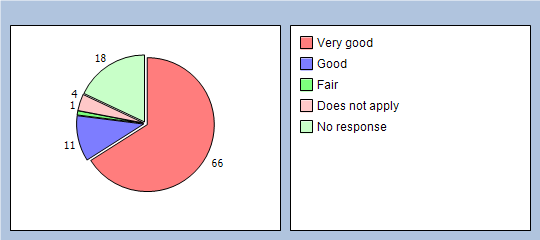 18
4
1
11
66
Very good
Good
Fair
Does not apply
No response